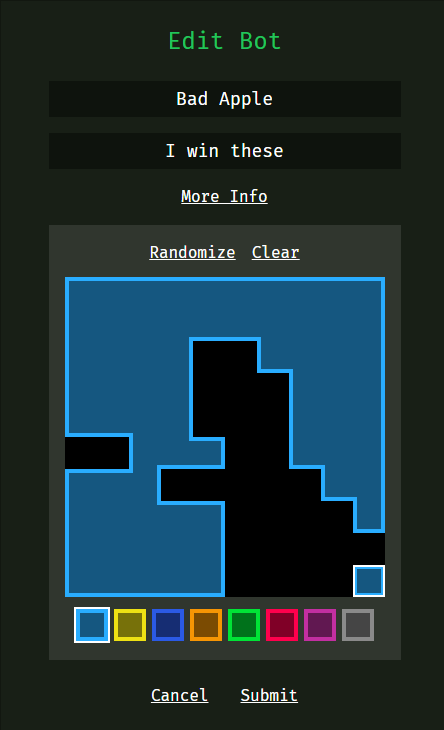 Edit Bot
Bad Apple
I win these
More Info
Randomize Clear
Cancel Submit